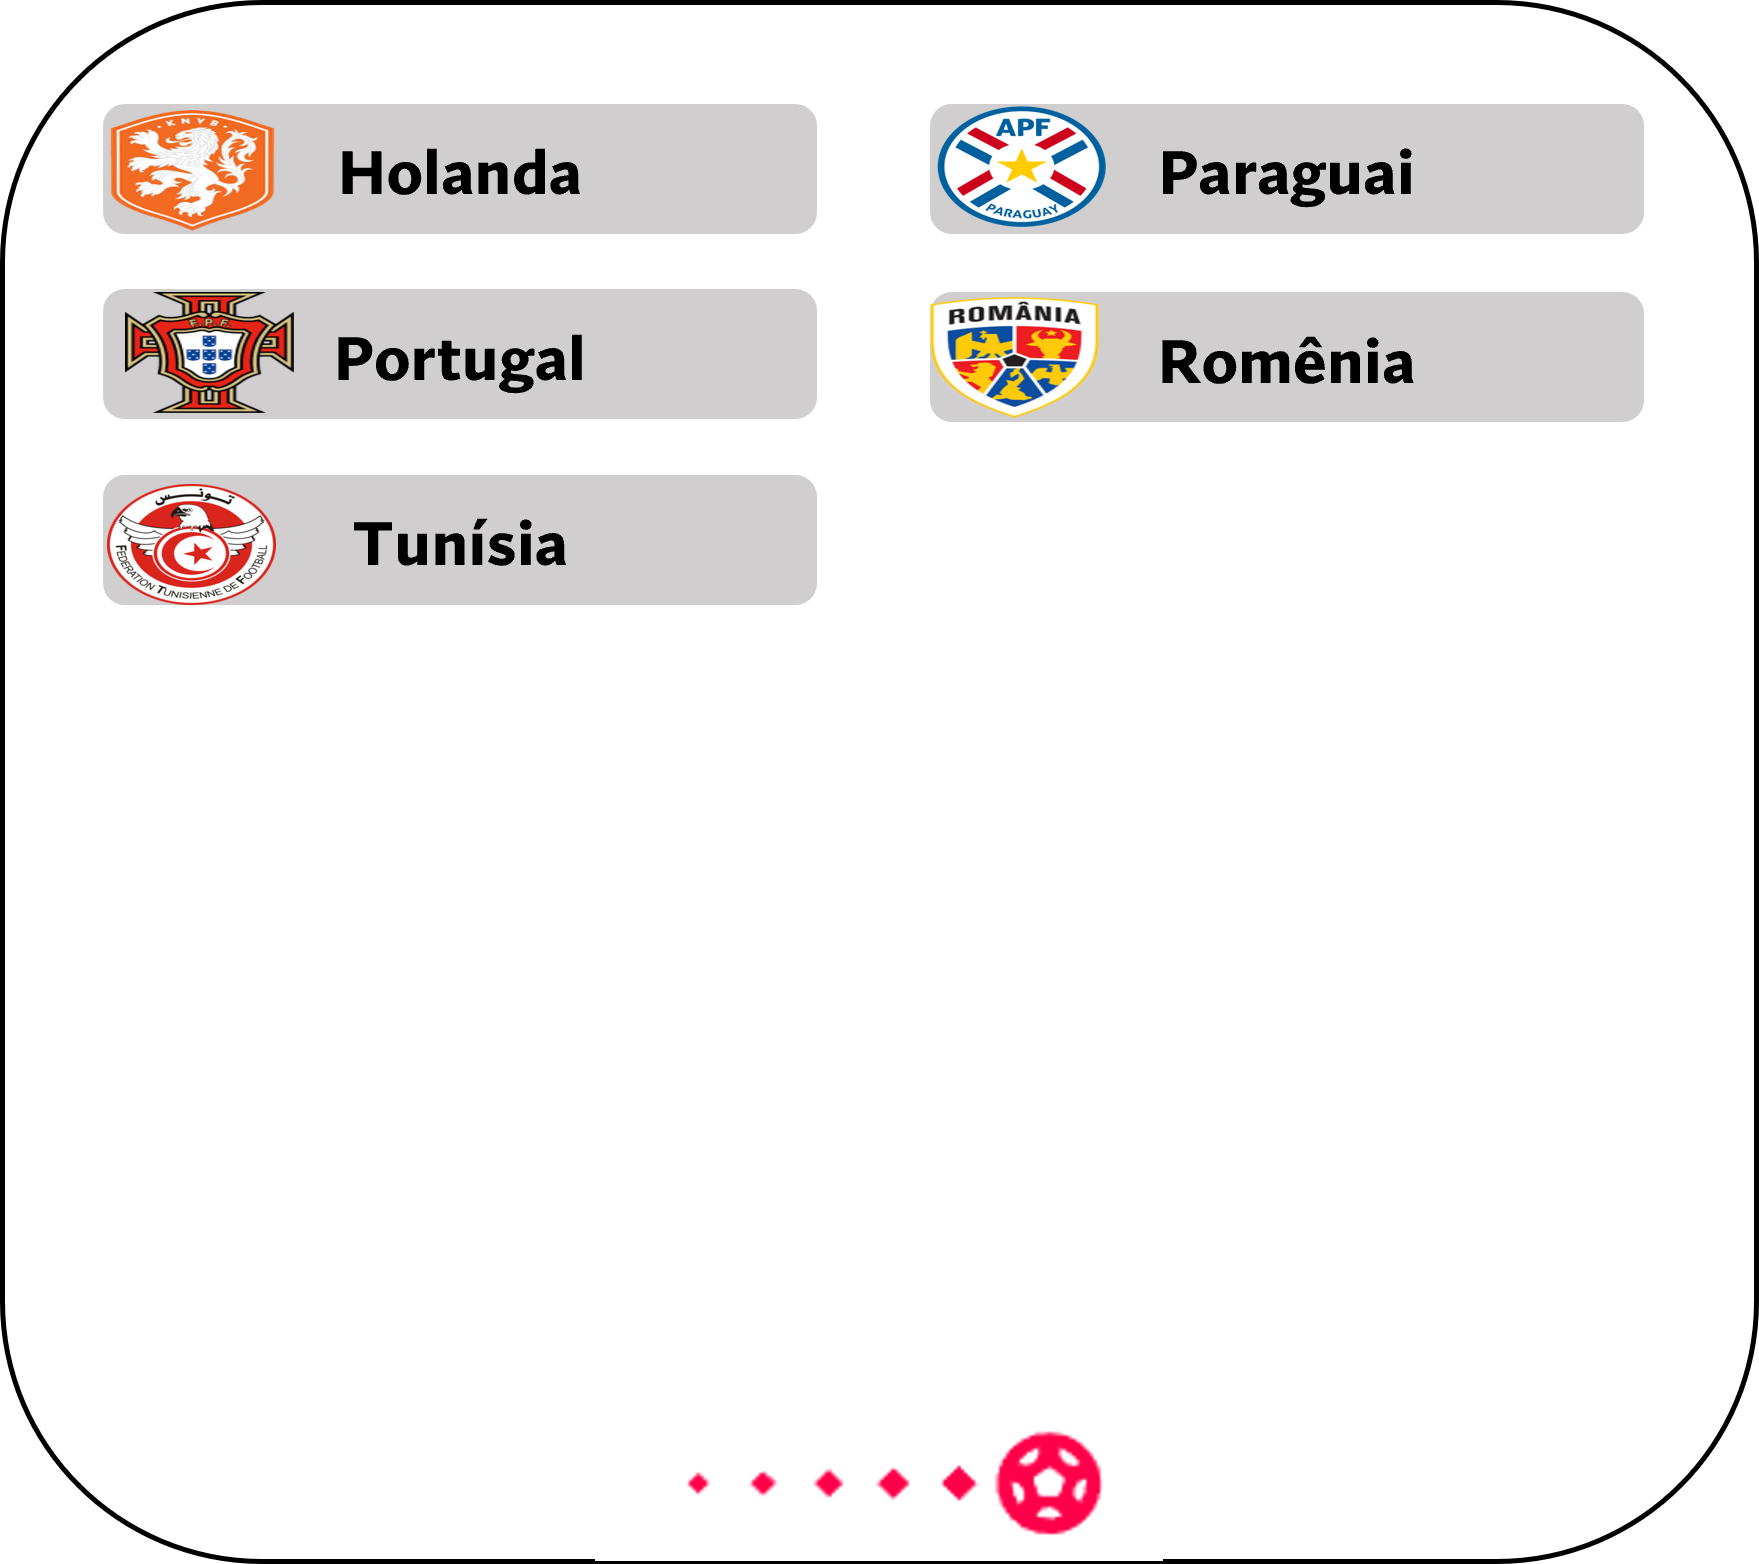 KNVB
Holanda
APF
PARAGUAY
Paraguai
F.P.F.
Portugal
ROMÂNIA
Romênia
تونس
FEDERATION TUNISIENNE DE FOOTBALL
Tunísia